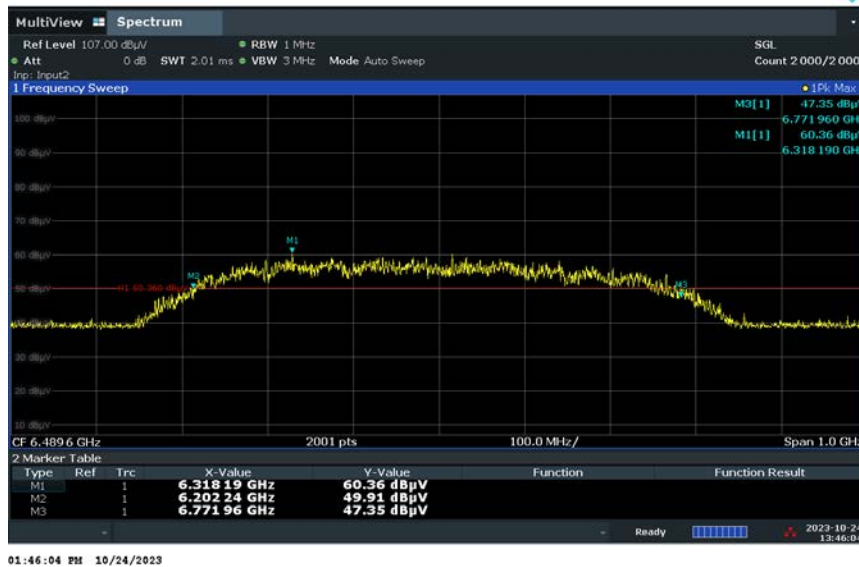 MultiView Spectrum
Ref Level 107.00 dBµV RBW 1 MHz SGL
Att 0 dB SWT 2.01 ms VBW 3 MHz Mode Auto Sweep Count 2 000/2 000
Inp: Input2
1 Frequency Sweep 1Pk Max
M3[1] 47.35 dBµ
6.771 960 GH
100 dBµV
M1[1] 60.36 dBµ
6.318 190 GH
90 dBµV
80 dBµV
70 dBµV
M1
60 dBµV
M2 M3
50 dBµV H1 50.360 dBµV
30 dBµV
20 dBµV
10 dBµV
CF 6.489 6 GHz 2001 pts 100.0 MHz/ Span 1.0 GH
2 Marker Table
Type Ref Trc X-Value Y-Value Function Function Result
M1 1 6.318 19 GHz 60.36 dBµV
M2 1 6.202 24 GHz 49.91 dBµV
M3 1 6.771 96 GHz 47.35 dBµV
Ready 2023-10-24
13:46:04
01:46:04 PM 10/24/2023